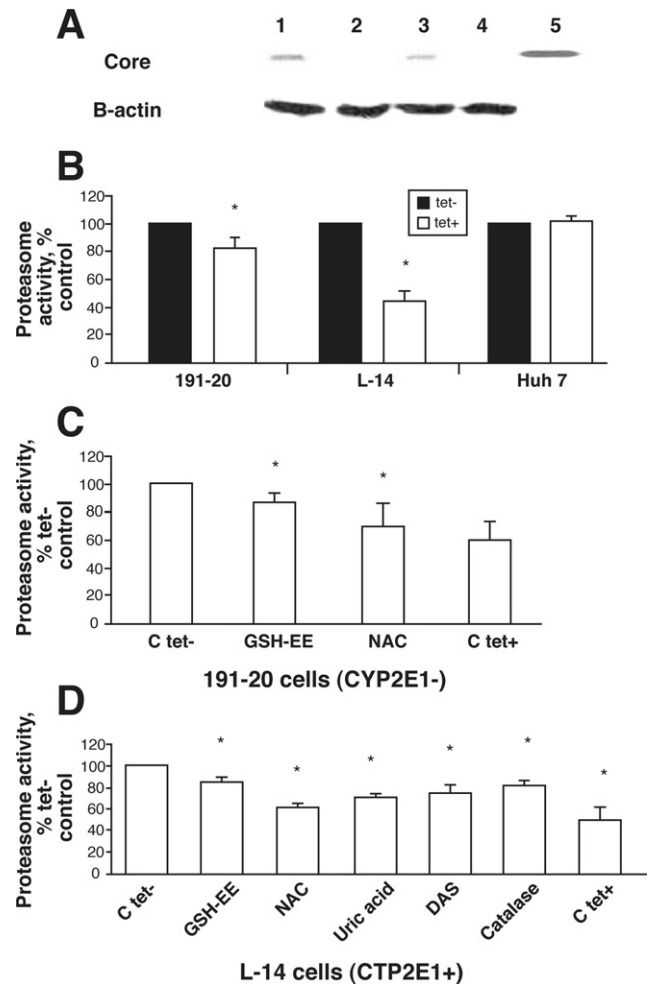 A
1 2 3 4 5
Core
B-actin
B
Proteasome
activity, %
control
120
100
80
60
40
20
0
tet-
tet+
*
*
191-20 L-14 Huh 7
C
Proteasome activity,
% tet-
control
120
100
80
60
40
20
0
*
*
C tet- GSH-EE NAC C tet+
191-20 cells (CYP2E1-)
D
Proteasome activity,
% tet-
control
120
100
80
60
40
20
0
*
*
*
*
*
*
C tet- GSH-EE NAC Uric acid DAS Catalase C tet+
L-14 cells (CTP2E1+)